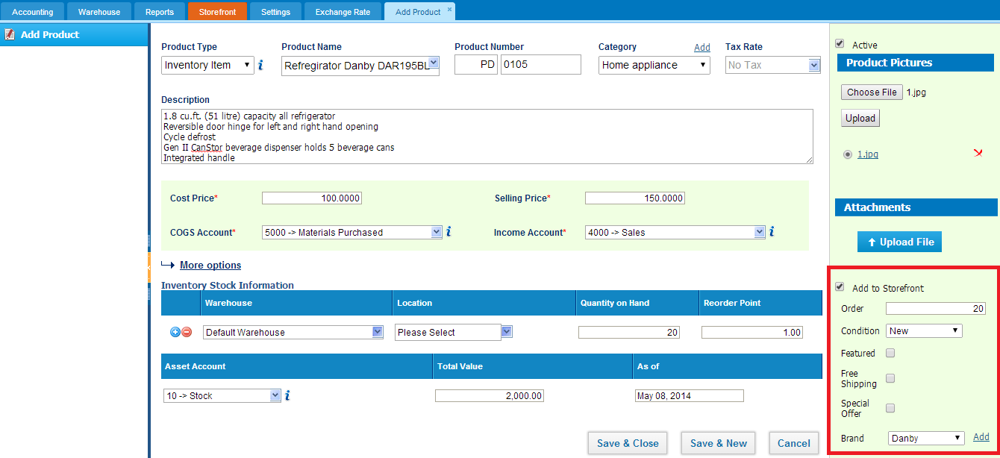 Accounting Warehouse Reports Storefront Settings Exchange Rate Add Product
Add Product
Product Type Product Name Product Number Category Add Tax Rate
Inventory Item Refregirator Danby DAR195BL PD 0105 Home appliance No Tax
Description
1.8 cu.ft. (51 litre) capacity all refrigerator
Reversible door hinge for left and right hand opening
Cycle defrost
Gen II CanStor beverage dispenser holds 5 beverage cans
Integrated handle
Cost Price* 100.0000 Selling Price* 150.0000
COGS Account* 5000 -> Materials Purchased Income Account* 4000 -> Sales
More options
Inventory Stock Information
Warehouse Location Quantity on Hand Reorder Point
Default Warehouse Please Select 20 1.00
Asset Account Total Value As of
10 -> Stock 2,000.00 May 08, 2014
Save & Close Save & New Cancel
Active
Product Pictures
Choose File 1.jpg
Upload
1.jpg
Attachments
Upload File
Add to Storefront
Order 20
Condition New
Featured
Free
Shipping
Special
Offer
Brand Danby Add